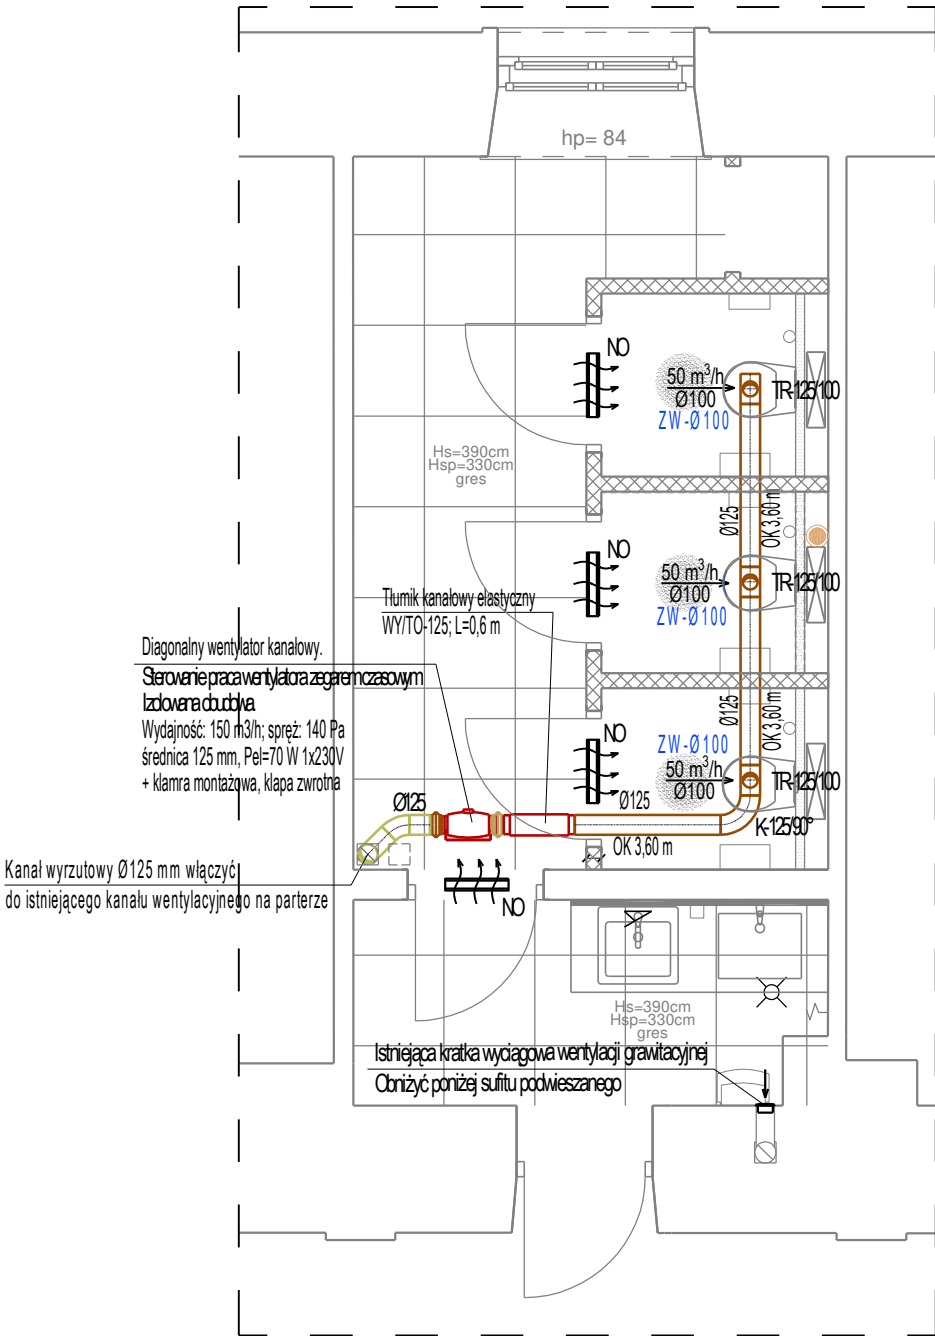 hp= 84
NO
50 m³/h
Ø100
ZW-Ø100
TR-125/100
Hs=390cm
Hsp=330cm
gres
Ø125
OK 3,60 m
NO
50 m³/h
Ø100
ZW-Ø100
TR-125/100
Tłumik kanałowy elastyczny
WY/TO-125; L=0,6 m
Diagonalny wentylator kanałowy.
Sterowanie praca wentylatora zegarem czasowym
Izolowana obudowa.
Wydajność: 150 m3/h; spręż: 140 Pa
średnica 125 mm, Pel=70 W 1x230V
+ klamra montażowa, klapa zwrotna
Ø125
OK 3,60 m
NO
ZW-Ø100
50 m³/h
Ø100
TR-125/100
Ø125
Ø125
K-125/90°
OK 3,60 m
Kanał wyrzutowy Ø125 mm włączyć
do istniejącego kanału wentylacyjnego na parterze
NO
Hs=390cm
Hsp=330cm
gres
Istniejąca kratka wyciągowa wentylacji grawitacyjnej
Obniżyć poniżej sufitu podwieszanego